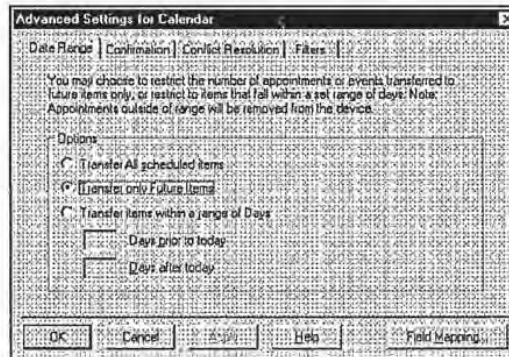 Advanced Settings for Calendar
Date Range
Confirmation
Conflict Resolution
Filters
You may choose to restrict the number of appointments or events transferred to
future items only, or restrict to items that fall within a set range of days. Note:
Appointments outside of range will be removed from the device.
Options
Transfer All scheduled items
Transfer only Future Items
Transfer items within a range of Days
Days prior to today
Days after today
OK
Cancel
Apply
Help
Field Mapping...